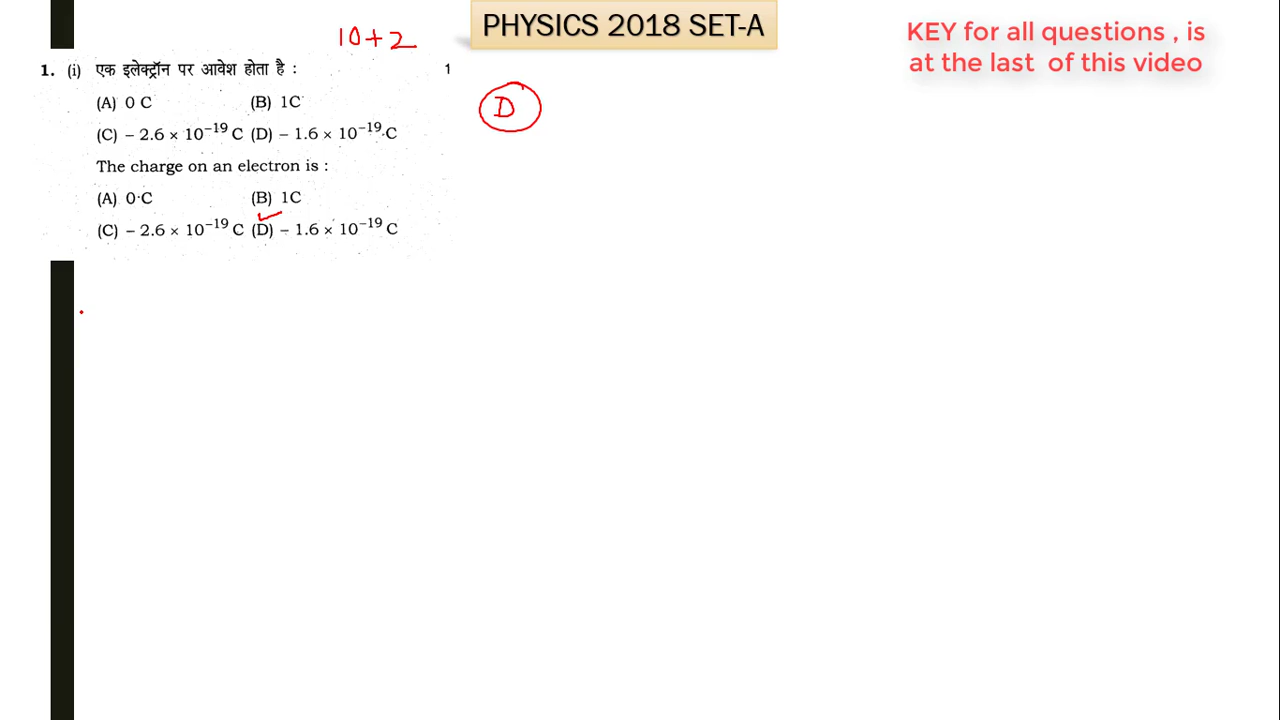 PHYSICS 2018 SET-A
KEY for all questions , is
at the last of this video
10+2
1. (i) एक इलेक्ट्रॉन पर आवेश होता है : 1
(A) 0 C (B) 1C
(C) – 2.6 × 10⁻¹⁹ C (D) – 1.6 × 10⁻¹⁹ C
D
The charge on an electron is :
(A) 0 C (B) 1C
(C) – 2.6 × 10⁻¹⁹ C (D) – 1.6 × 10⁻¹⁹ C